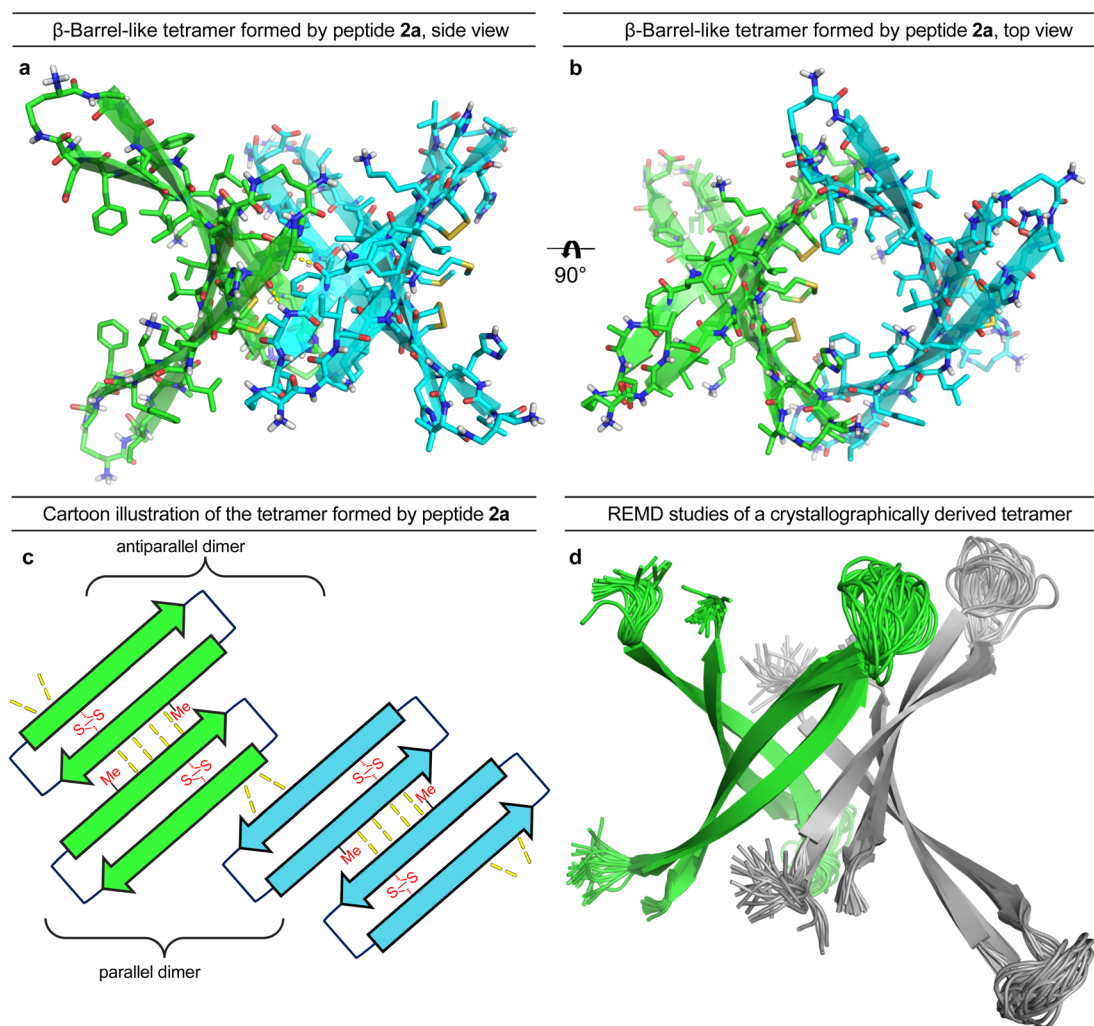 β-Barrel-like tetramer formed by peptide 2a, side view
β-Barrel-like tetramer formed by peptide 2a, top view
a
b
90°
Cartoon illustration of the tetramer formed by peptide 2a
REMD studies of a crystallographically derived tetramer
c
antiparallel dimer
d
S S
Me
Me
S S
S S
Me
Me
S S
parallel dimer